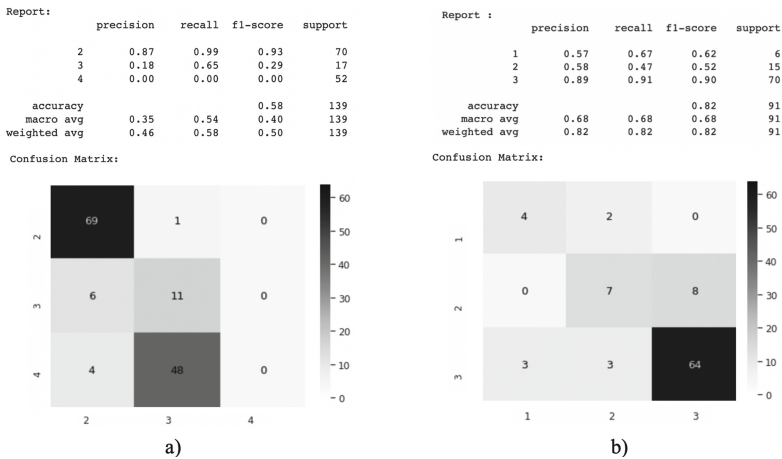 Report:
precision recall f1-score support
2 0.87 0.99 0.93 70
3 0.18 0.65 0.29 17
4 0.00 0.00 0.00 52
accuracy 0.58 139
macro avg 0.35 0.54 0.40 139
weighted avg 0.46 0.58 0.50 139
Confusion Matrix:
69 1 0
6 11 0
4 48 0
2
3
4
2 3 4
60
50
40
30
20
10
0
a)
Report :
precision recall f1-score support
1 0.57 0.67 0.62 6
2 0.58 0.47 0.52 15
3 0.89 0.91 0.90 70
accuracy 0.82 91
macro avg 0.68 0.68 0.68 91
weighted avg 0.82 0.82 0.82 91
Confusion Matrix:
4 2 0
0 7 8
3 3 64
1
2
3
1 2 3
60
50
40
30
20
10
0
b)